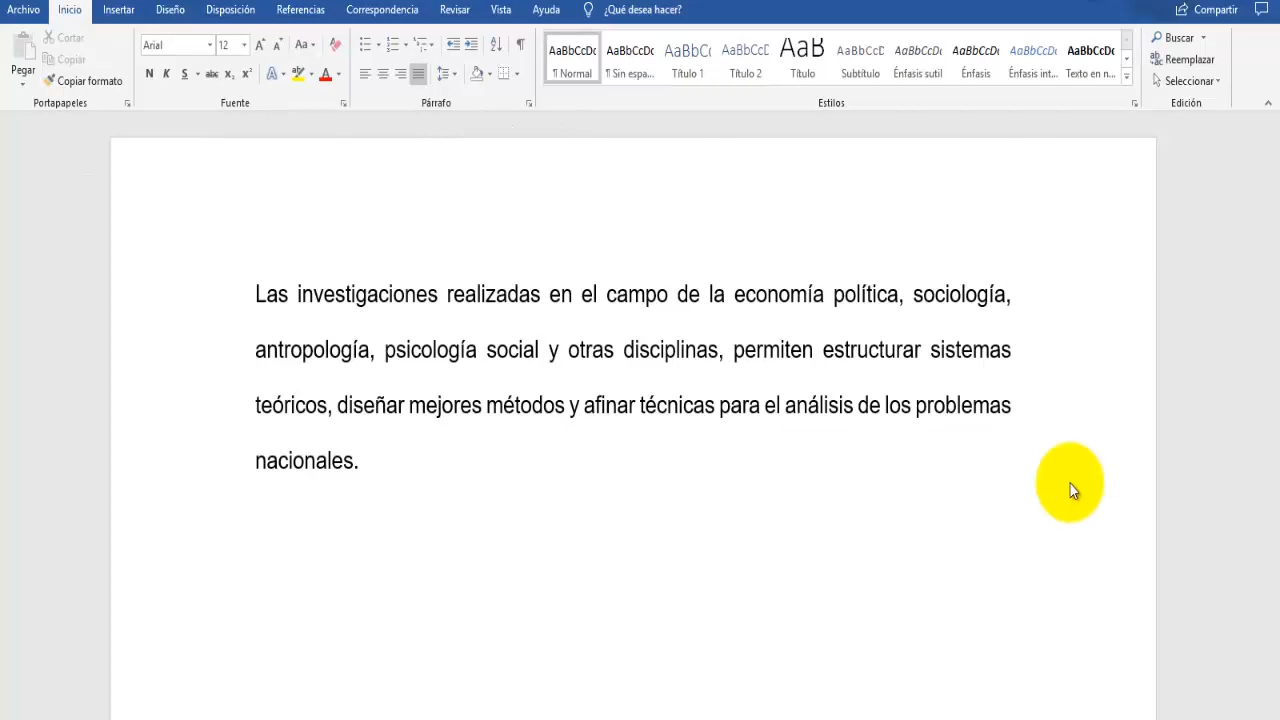 Archivo Inicio Insertar Diseño Disposición Referencias Correspondencia Revisar Vista Ayuda ¿Qué desea hacer? Compartir
Pegar
Cortar
Copiar
Copiar formato
Portapapeles
Arial 12 Aa
N K S abc x₂ x² A A
Fuente
Párrafo
AaBbCcDc AaBbCcDc AaBbCc AaBbCcD AaB AaBbCcD AaBbCcDc AaBbCcDc AaBbCcDc AaBbCcDc
¶ Normal ¶ Sin espa... Título 1 Título 2 Título Subtítulo Énfasis sutil Énfasis Énfasis int... Texto en n...
Estilos
Buscar
Reemplazar
Seleccionar
Edición
Las investigaciones realizadas en el campo de la economía política, sociología,
antropología, psicología social y otras disciplinas, permiten estructurar sistemas
teóricos, diseñar mejores métodos y afinar técnicas para el análisis de los problemas
nacionales.